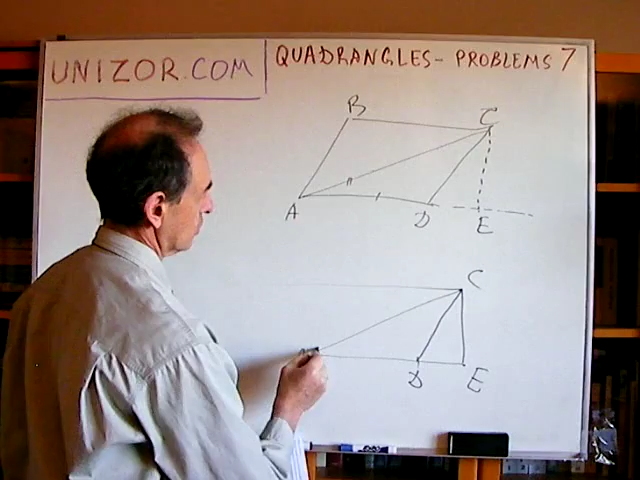 UNIZOR.COM
QUADRANGLES - PROBLEMS 7
B C
A D E
C
D E